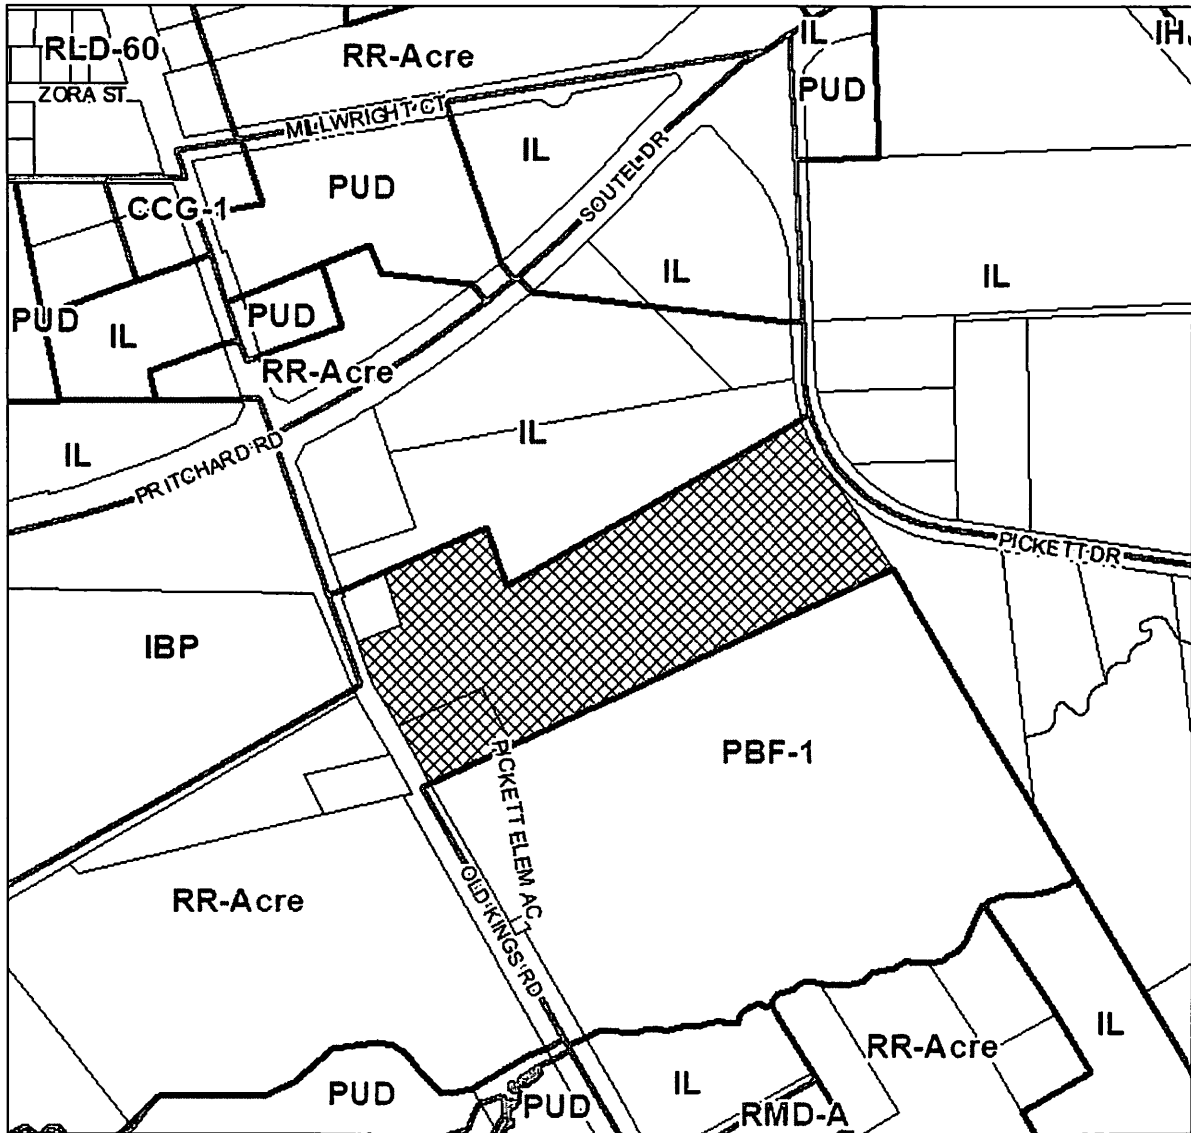 IL
IH
RLD-60
RR-Acre
PUD
ZORA ST
MILLWRIGHT CT
IL
SOUTEL DR
PUD
CCG-1
IL
IL
PUD
PUD
IL
RR-Acre
IL
IL
PRITCHARD RD
PICKETT DR
IBP
PBF-1
PICKETT ELEM AC
RR-Acre
OLD KINGS RD
IL
RR-Acre
PUD
IL
PUD
RMD-A